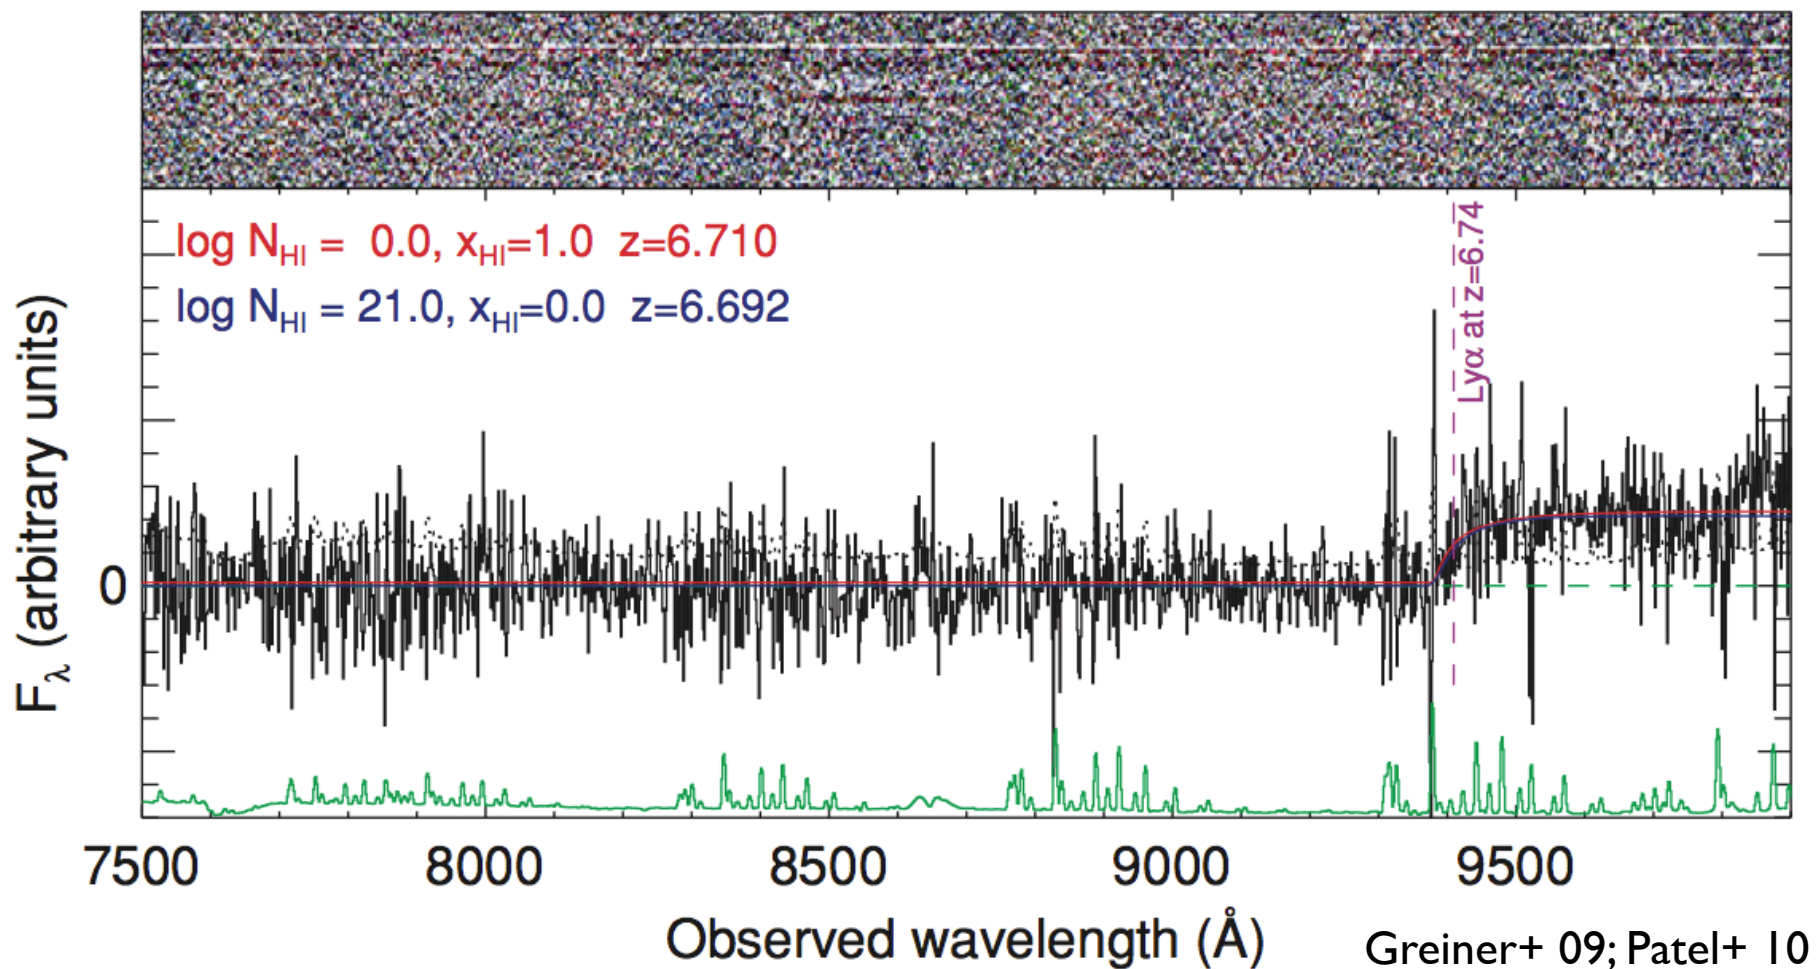 log N_HI = 0.0, x_HI=1.0 z=6.710
log N_HI = 21.0, x_HI=0.0 z=6.692
Lyα at z=6.74
F_λ (arbitrary units)
0
7500 8000 8500 9000 9500
Observed wavelength (Å)
Greiner+ 09; Patel+ 10